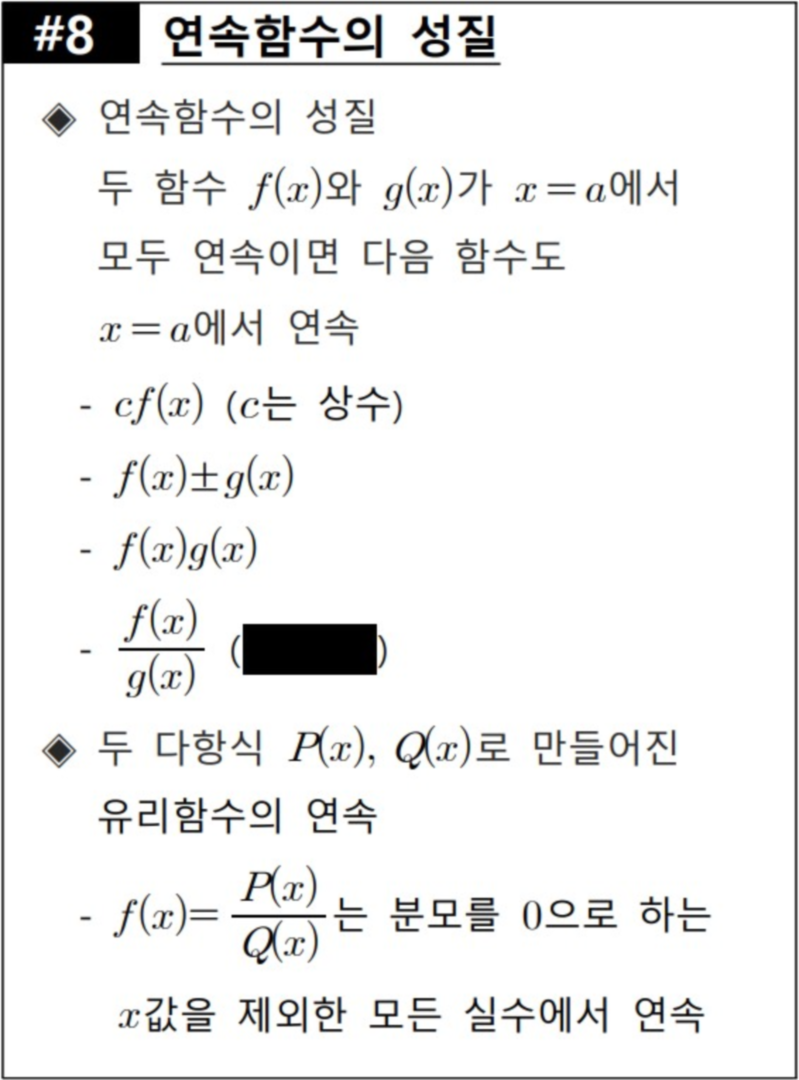 #8 연속함수의 성질
◈ 연속함수의 성질
두 함수 f(x)와 g(x)가 x=a에서
모두 연속이면 다음 함수도
x=a에서 연속
- cf(x) (c는 상수)
- f(x)±g(x)
- f(x)g(x)
- f(x)/g(x) ( )
◈ 두 다항식 P(x), Q(x)로 만들어진
유리함수의 연속
- f(x)= P(x)/Q(x)는 분모를 0으로 하는
x값을 제외한 모든 실수에서 연속